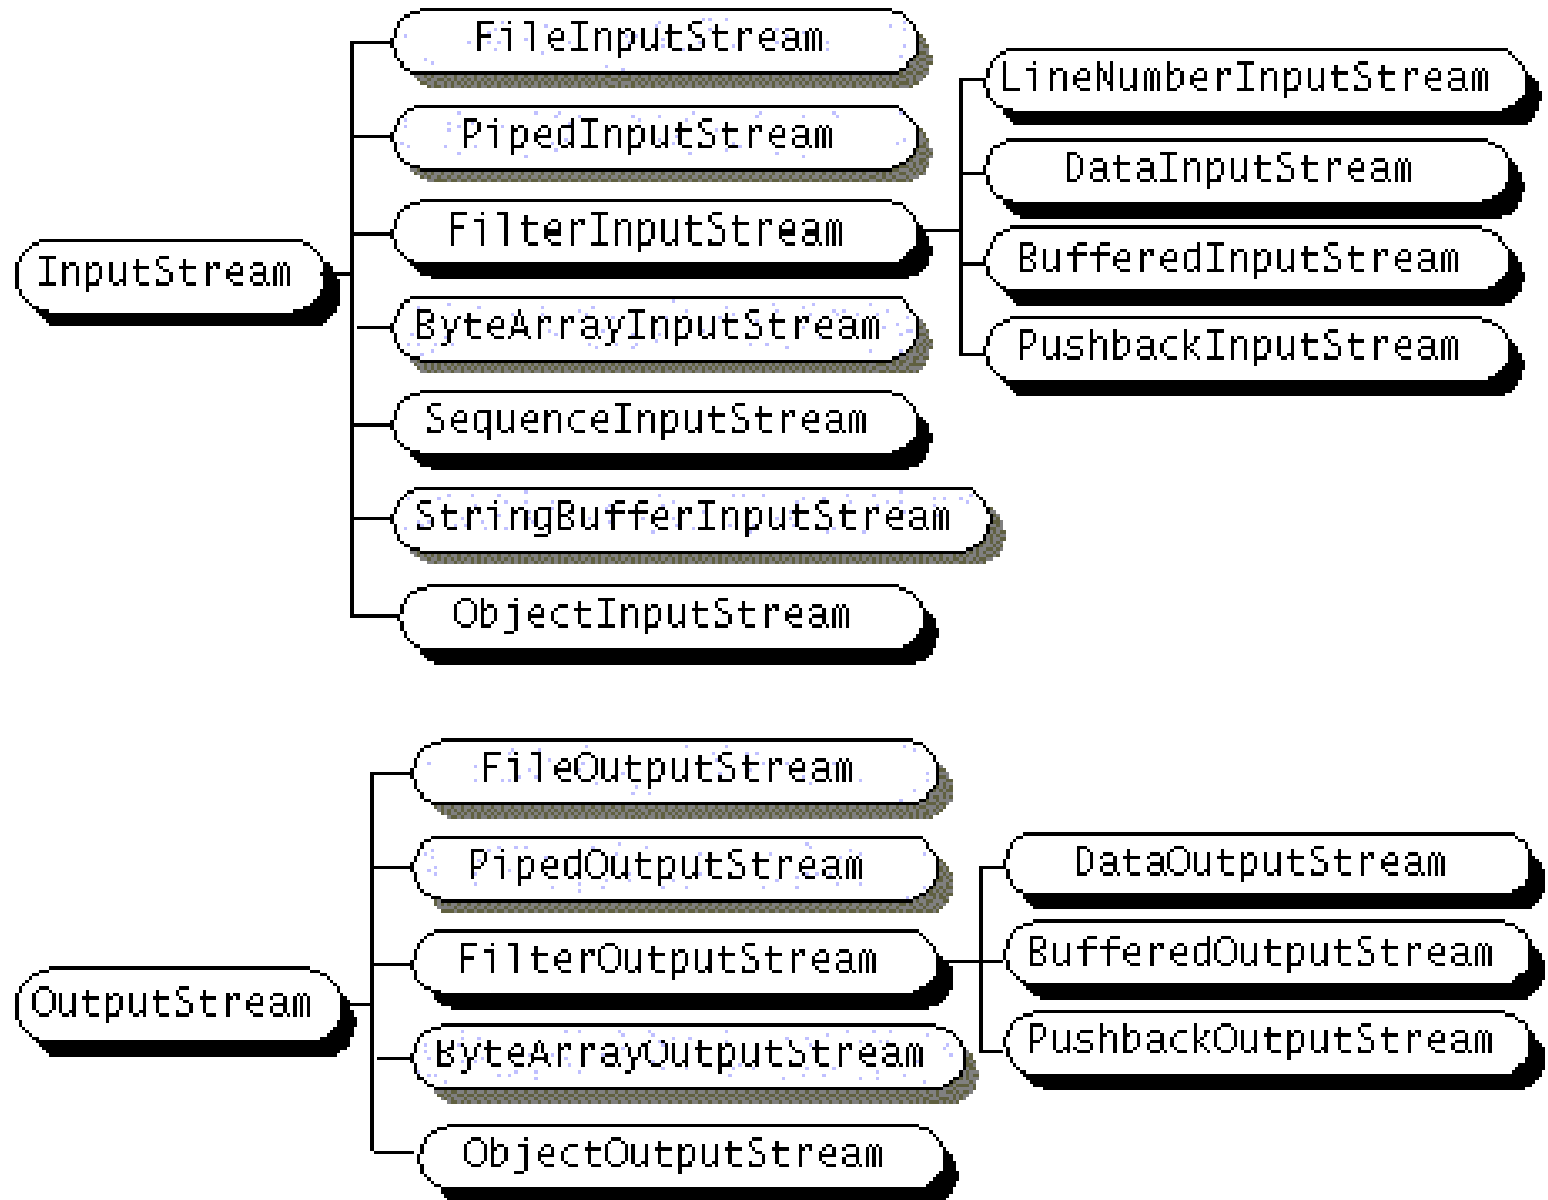 InputStream
FileInputStream
PipedInputStream
FilterInputStream
ByteArrayInputStream
SequenceInputStream
StringBufferInputStream
ObjectInputStream
LineNumberInputStream
DataInputStream
BufferedInputStream
PushbackInputStream
OutputStream
FileOutputStream
PipedOutputStream
FilterOutputStream
ByteArrayOutputStream
ObjectOutputStream
DataOutputStream
BufferedOutputStream
PushbackOutputStream